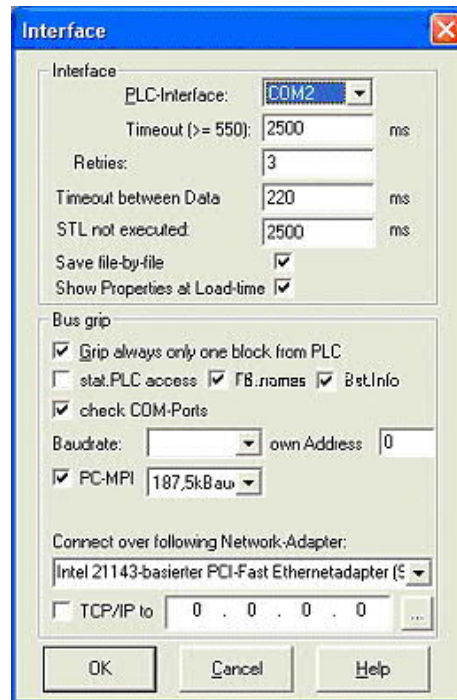 Interface
Interface
PLC-Interface: COM2
Timeout (>= 550): 2500 ms
Retries: 3
Timeout between Data 220 ms
STL not executed: 2500 ms
Save file-by-file
Show Properties at Load-time
Bus grip
Grip always only one block from PLC
stat.PLC access FB.names Bst.Info
check COM-Ports
Baudrate: own Address 0
PC-MPI 187,5kBau
Connect over following Network-Adapter:
Intel 21143-basierter PCI-Fast Ethernetadapter (S
TCP/IP to 0 . 0 . 0 . 0 ...
OK Cancel Help